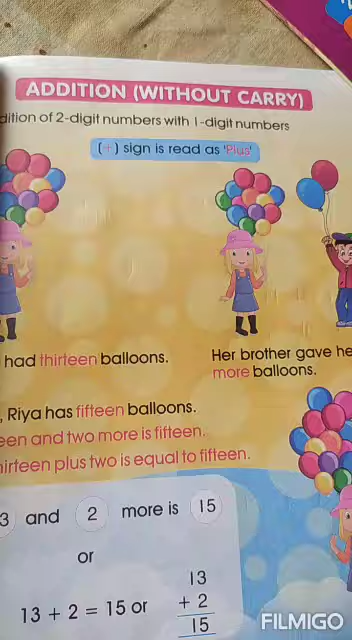 ADDITION (WITHOUT CARRY)
dition of 2-digit numbers with 1-digit numbers
(+) sign is read as 'Plus'
had thirteen balloons.
Her brother gave he
more balloons.
, Riya has fifteen balloons.
een and two more is fifteen.
irteen plus two is equal to fifteen.
3 and 2 more is 15
or
13 + 2 = 15 or
13
+ 2
15
FILMIGO